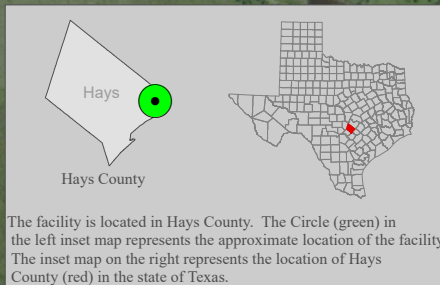 Hays
Hays County
The facility is located in Hays County.  The Circle (green) in
the left inset map represents the approximate location of the facility.
The inset map on the right represents the location of Hays
County (red) in the state of Texas.